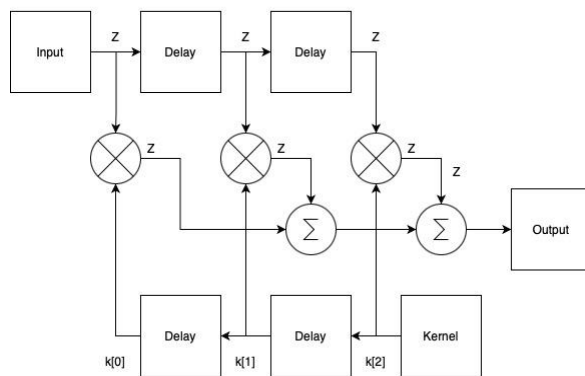 Z Z Z
Input Delay Delay
Z Z Z
Z
Σ Σ Output
Delay Delay Kernel
k[0] k[1] k[2]